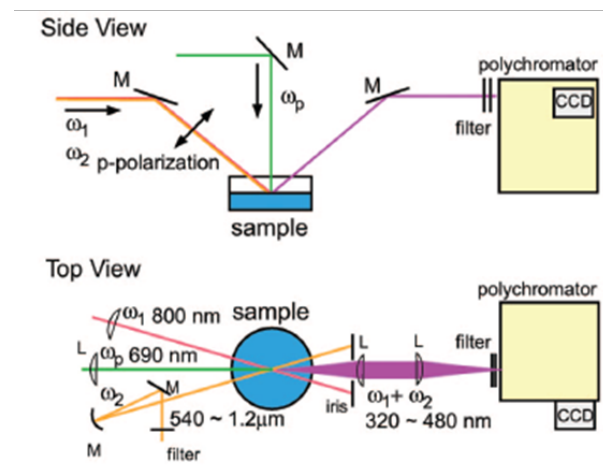 Side View
M
M
M
polychromator
CCD
ω1
ω2 p-polarization
ωp
filter
sample
Top View
polychromator
ω1 800 nm
sample
L
ωp 690 nm
L
L
filter
ω2
M
iris
ω1+ ω2
540 ~ 1.2μm
320 ~ 480 nm
CCD
M
filter